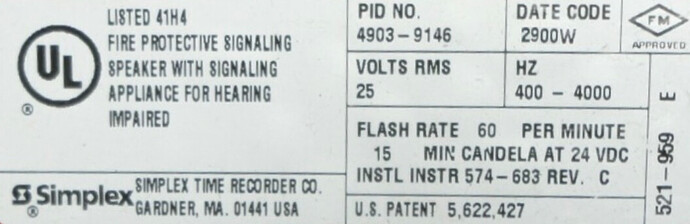 UL
®
LISTED 41H4
FIRE PROTECTIVE SIGNALING
SPEAKER WITH SIGNALING
APPLIANCE FOR HEARING
IMPAIRED
Simplex
®
SIMPLEX TIME RECORDER CO.
GARDNER, MA. 01441 USA
PID NO.
4903-9146
DATE CODE
2900W
FM
APPROVED
VOLTS RMS
25
HZ
400 - 4000
FLASH RATE 60 PER MINUTE
15 MIN CANDELA AT 24 VDC
INSTL INSTR 574-683 REV. C
U.S. PATENT 5,622,427
521-959 E